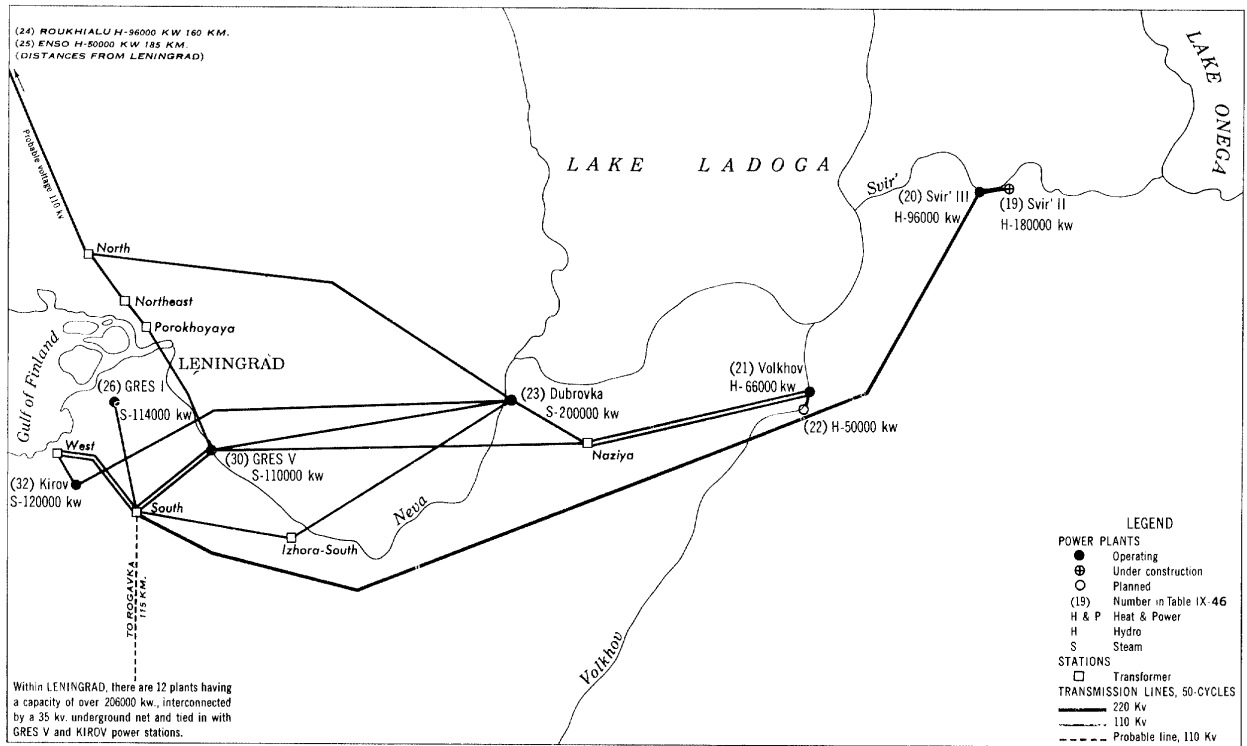 (24) ROUKHIALU H-96000 KW 160 KM.
(25) ENSO H-50000 KW 185 KM.
(DISTANCES FROM LENINGRAD)
Probable voltage 110 kv
LAKE LADOGA
LAKE ONEGA
Svir'
(20) Svir' III
H-96000 kw
(19) Svir' II
H-180000 kw
North
Northeast
Porokhoyaya
LENINGRAD
Gulf of Finland
(26) GRES I
S-114000 kw
(21) Volkhov
H-66000 kw
(22) H-50000 kw
(23) Dubrovka
S-200000 kw
Naziya
West
(30) GRES V
S-110000 kw
(32) Kirov
S-120000 kw
South
Neva
Izhora-South
TO ROGAVKA
115 KM.
Volkhov
Within LENINGRAD, there are 12 plants having
a capacity of over 206000 kw., interconnected
by a 35 kv. underground net and tied in with
GRES V and KIROV power stations.
LEGEND
POWER PLANTS
Operating
Under construction
Planned
(19) Number in Table IX-46
H & P Heat & Power
H Hydro
S Steam
STATIONS
Transformer
TRANSMISSION LINES, 50-CYCLES
220 Kv
110 Kv
Probable line, 110 Kv